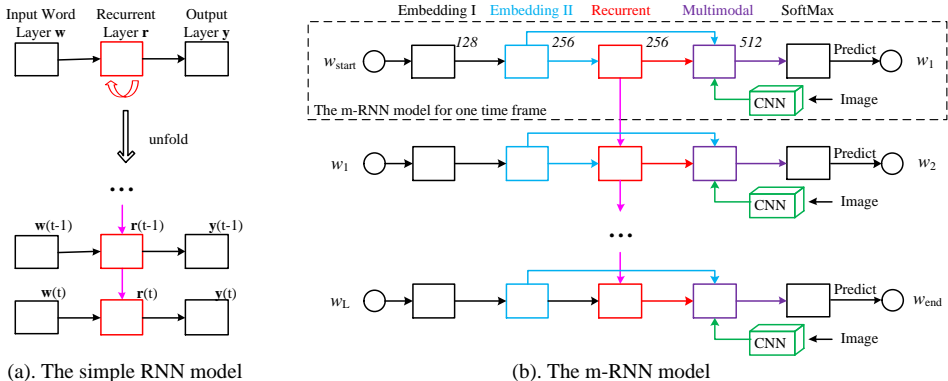 Input Word Layer w
Recurrent Layer r
Output Layer y
unfold
...
w(t-1)
r(t-1)
y(t-1)
w(t)
r(t)
y(t)
(a). The simple RNN model
Embedding I
Embedding II
Recurrent
Multimodal
SoftMax
128
256
256
512
Predict
w_start
w_1
CNN
Image
The m-RNN model for one time frame
Predict
w_1
w_2
CNN
Image
...
Predict
w_L
w_end
CNN
Image
(b). The m-RNN model